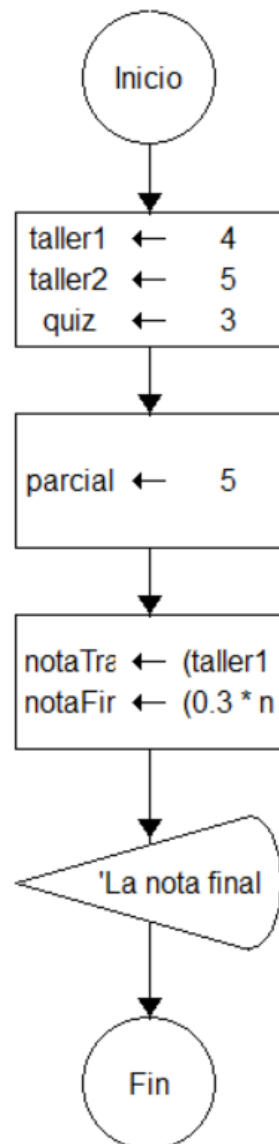 Inicio
taller1 ← 4
taller2 ← 5
quiz ← 3
parcial ← 5
notaTra ← (taller1
notaFir ← (0.3 * n
'La nota final
Fin